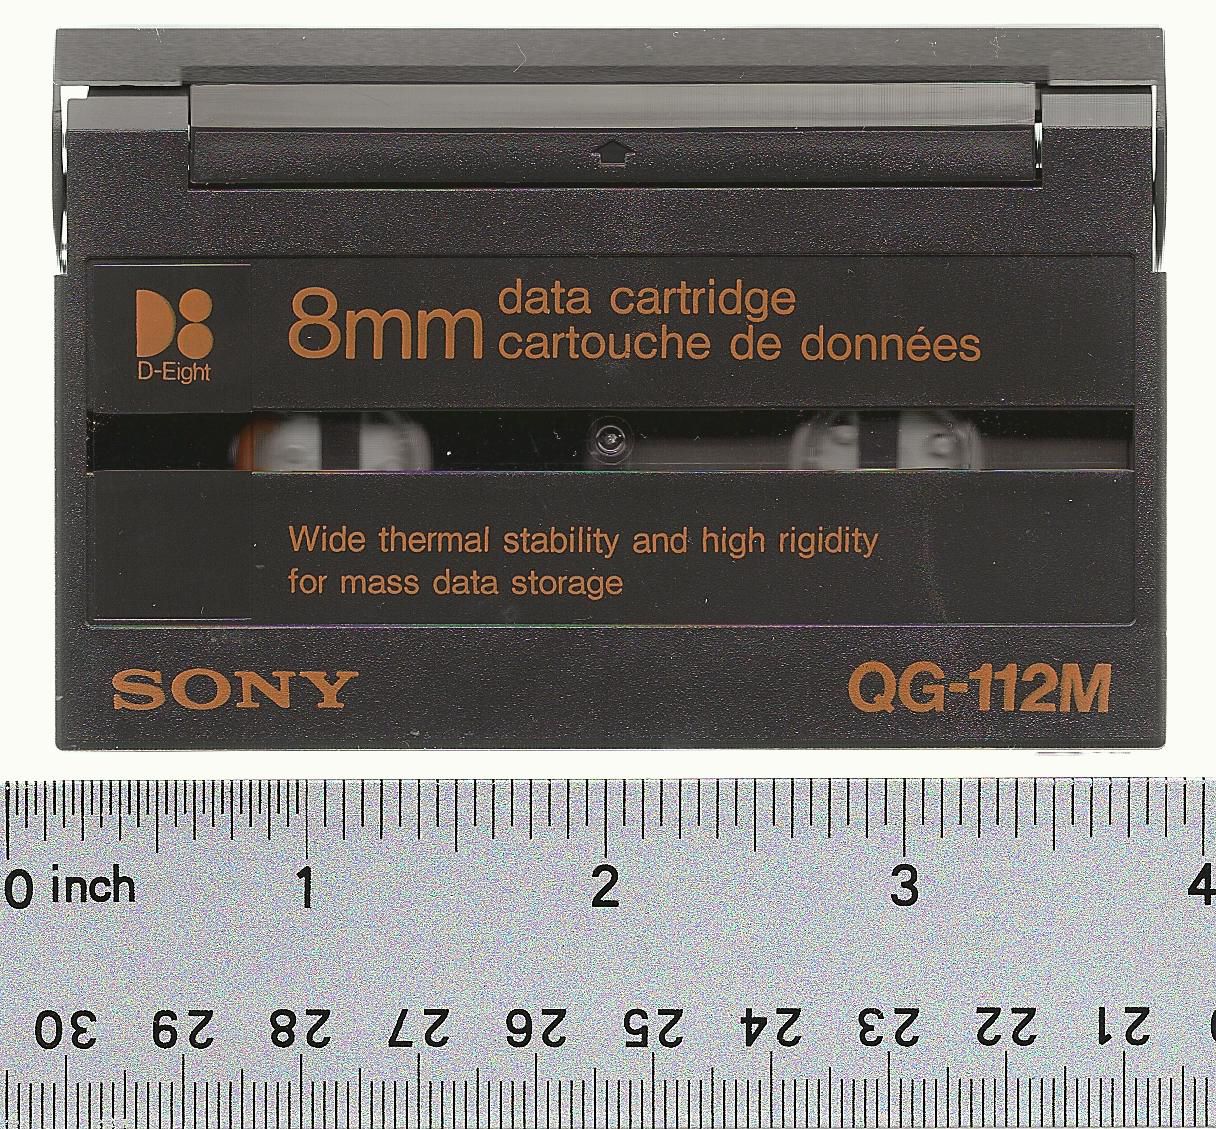 8mm data cartridge
cartouche de données
D-Eight
Wide thermal stability and high rigidity
for mass data storage
SONY QG-112M
0 inch 1 2 3 4
30 29 28 27 26 25 24 23 22 21